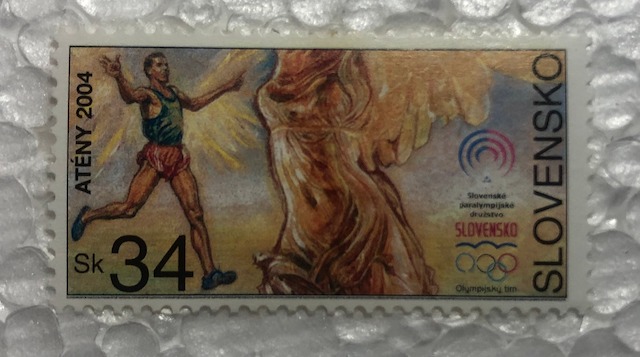 ATÉNY 2004
Sk 34
Slovenské
paralympijské
družstvo
SLOVENSKO
Olympijský tím
SLOVENSKO